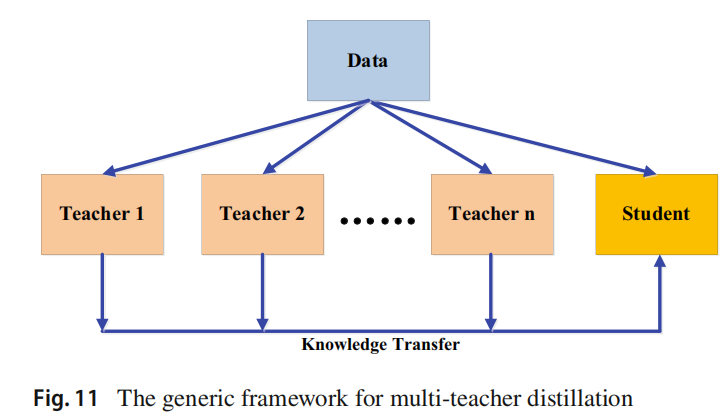 Data
Teacher 1
Teacher 2
Teacher n
Student
Knowledge Transfer
Fig. 11 The generic framework for multi-teacher distillation